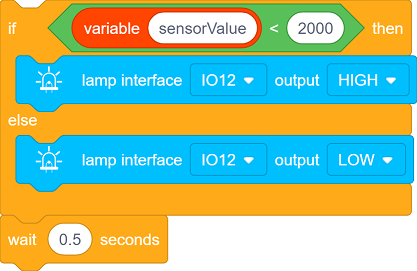 if variable sensorValue < 2000 then
lamp interface IO12 output HIGH
else
lamp interface IO12 output LOW
wait 0.5 seconds